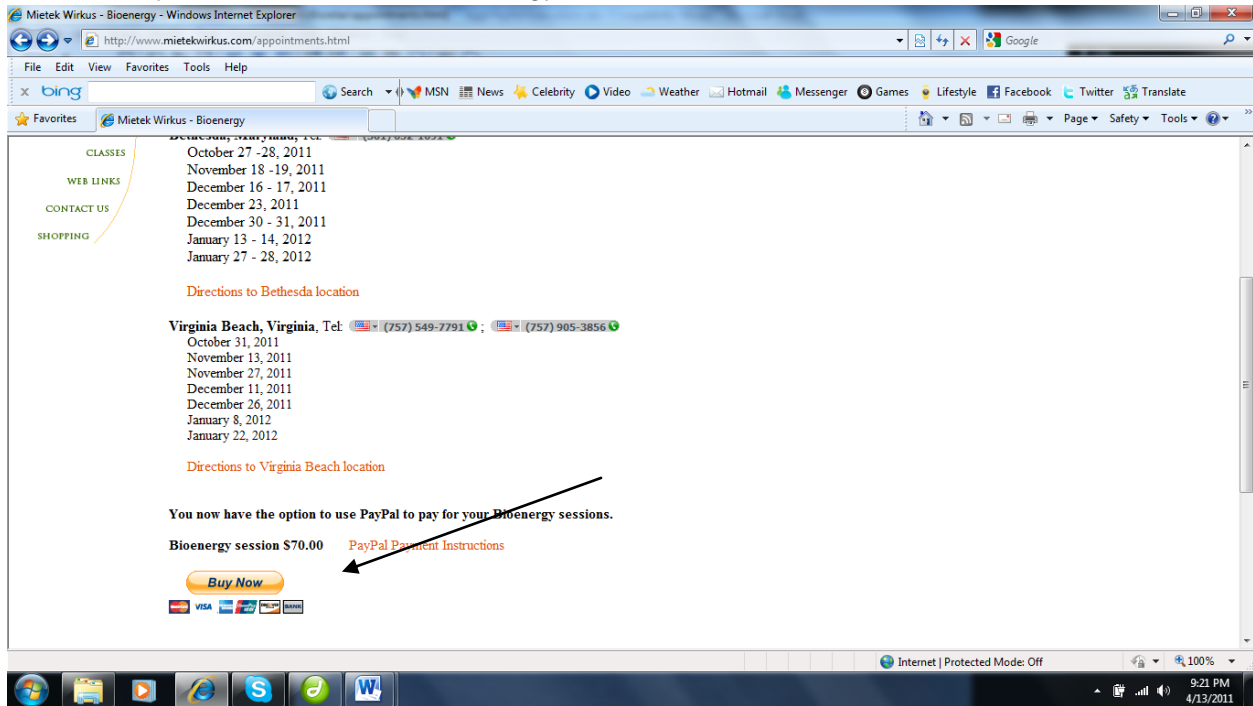 Mietek Wirkus - Bioenergy - Windows Internet Explorer
http://www.mietekwirkus.com/appointments.html
Google
File Edit View Favorites Tools Help
x bing Search MSN News Celebrity Video Weather Hotmail Messenger Games Lifestyle Facebook Twitter Translate
Favorites Mietek Wirkus - Bioenergy Page Safety Tools
CLASSES
WEB LINKS
CONTACT US
SHOPPING
Bethesda, Maryland, Tel:
October 27 -28, 2011
November 18 -19, 2011
December 16 - 17, 2011
December 23, 2011
December 30 - 31, 2011
January 13 - 14, 2012
January 27 - 28, 2012
Directions to Bethesda location
Virginia Beach, Virginia, Tel: (757) 549-7791 ; (757) 905-3856
October 31, 2011
November 13, 2011
November 27, 2011
December 11, 2011
December 26, 2011
January 8, 2012
January 22, 2012
Directions to Virginia Beach location
You now have the option to use PayPal to pay for your Bioenergy sessions.
Bioenergy session $70.00 PayPal Payment Instructions
Buy Now
VISA BANK
Internet | Protected Mode: Off 100%
9:21 PM
4/13/2011